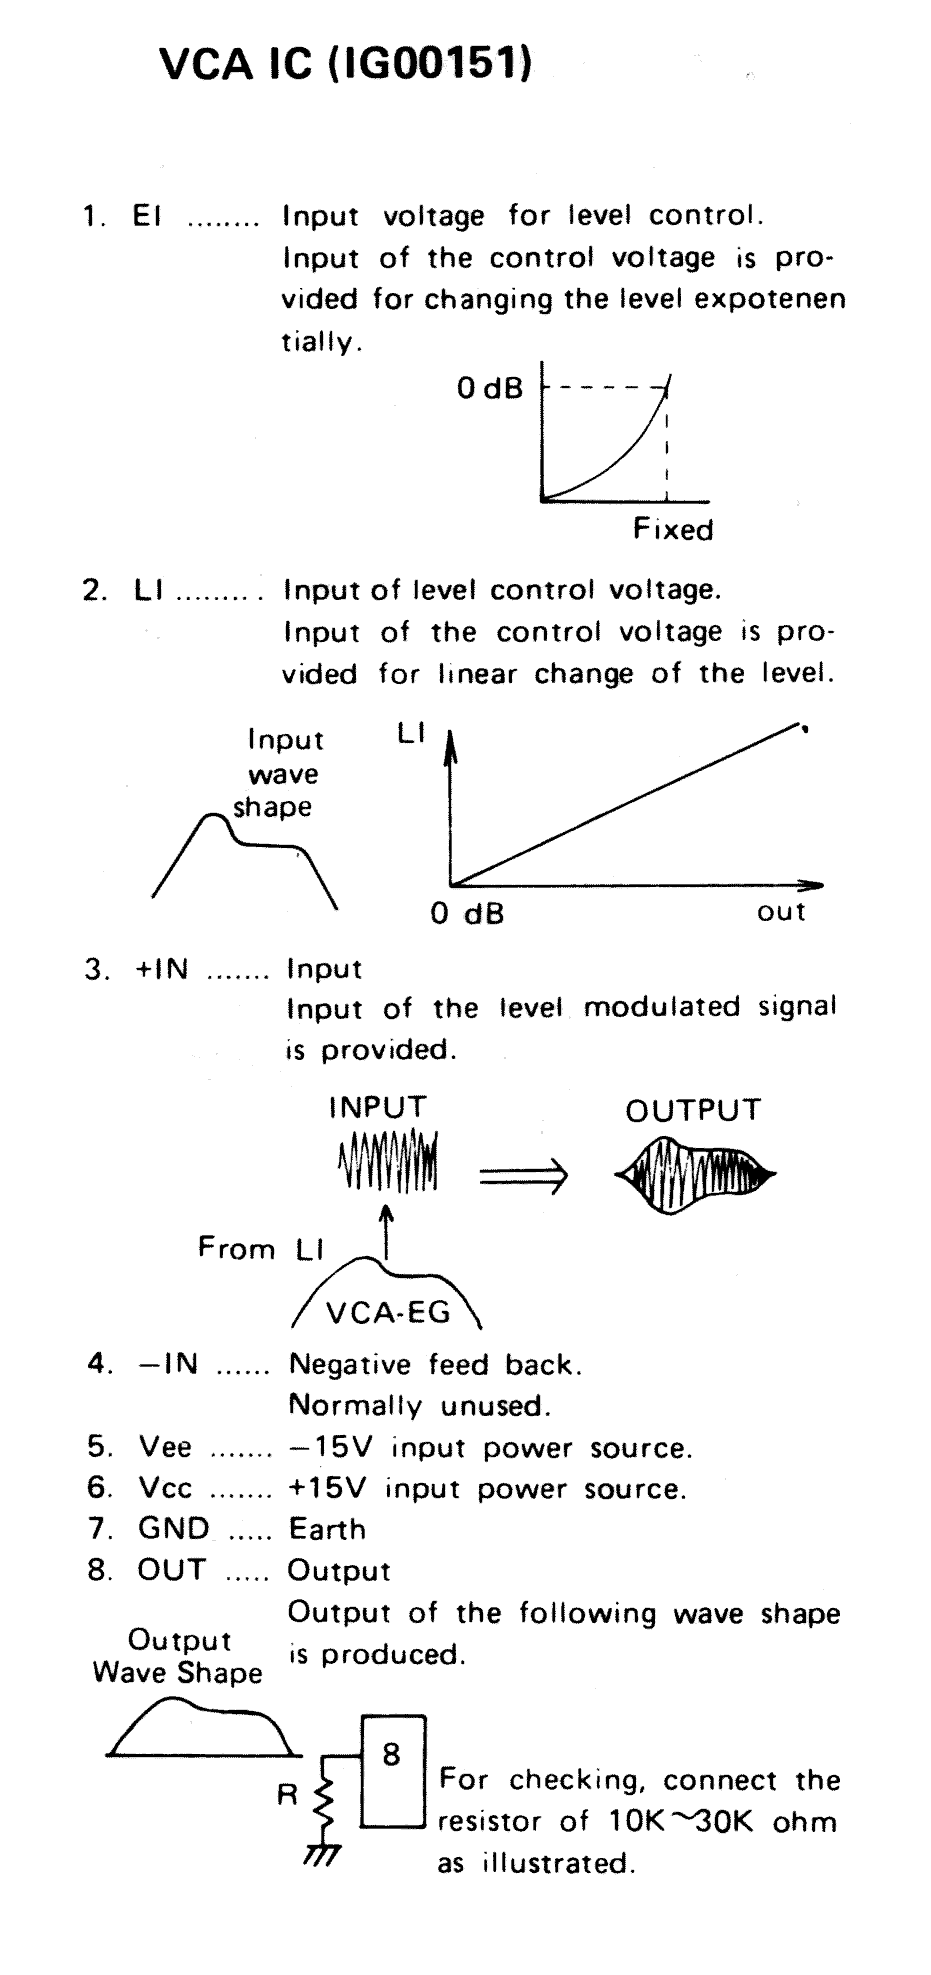 VCA IC (IG00151)
1. EI ........ Input voltage for level control.
Input of the control voltage is pro-
vided for changing the level expotenen
tially.
0 dB
Fixed
2. LI ......... Input of level control voltage.
Input of the control voltage is pro-
vided for linear change of the level.
Input
wave
shape
LI
0 dB
out
3. +IN ....... Input
Input of the level modulated signal
is provided.
INPUT
OUTPUT
From LI
VCA-EG
4. −IN ...... Negative feed back.
Normally unused.
5. Vee ....... −15V input power source.
6. Vcc ....... +15V input power source.
7. GND ..... Earth
8. OUT ..... Output
Output of the following wave shape
is produced.
Output
Wave Shape
8
R
For checking, connect the
resistor of 10K~30K ohm
as illustrated.